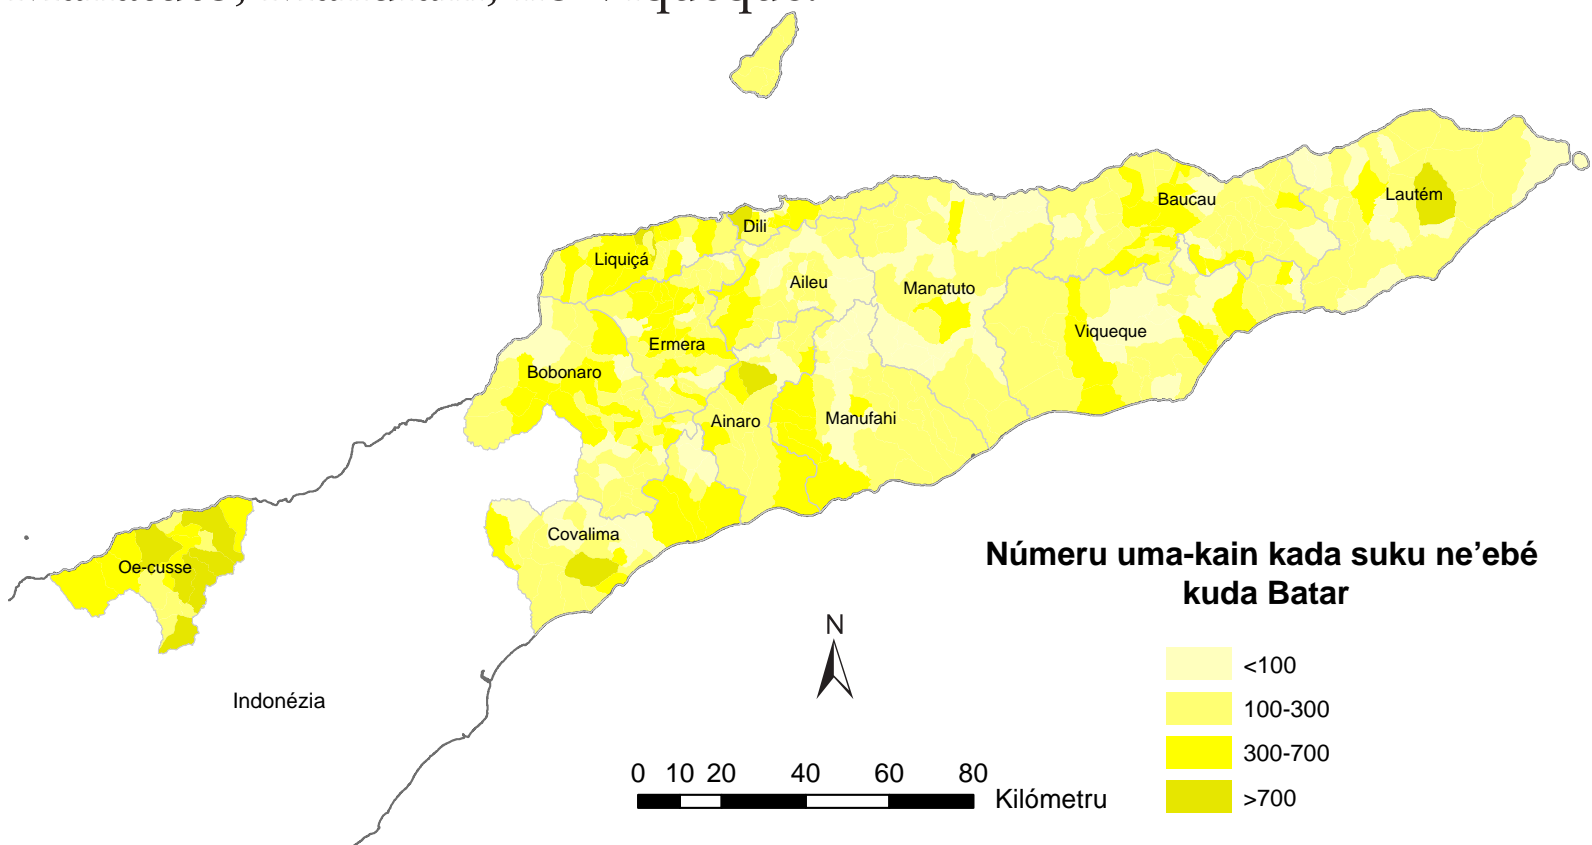 Dili
Baucau
Lautém
Liquiçá
Aileu
Manatuto
Viqueque
Ermera
Bobonaro
Ainaro
Manufahi
Covalima
Oe-cusse
Indonézia
Númeru uma-kain kada suku ne’ebé
kuda Batar
<100
100-300
300-700
>700
N
0 10 20 40 60 80
Kilómetru